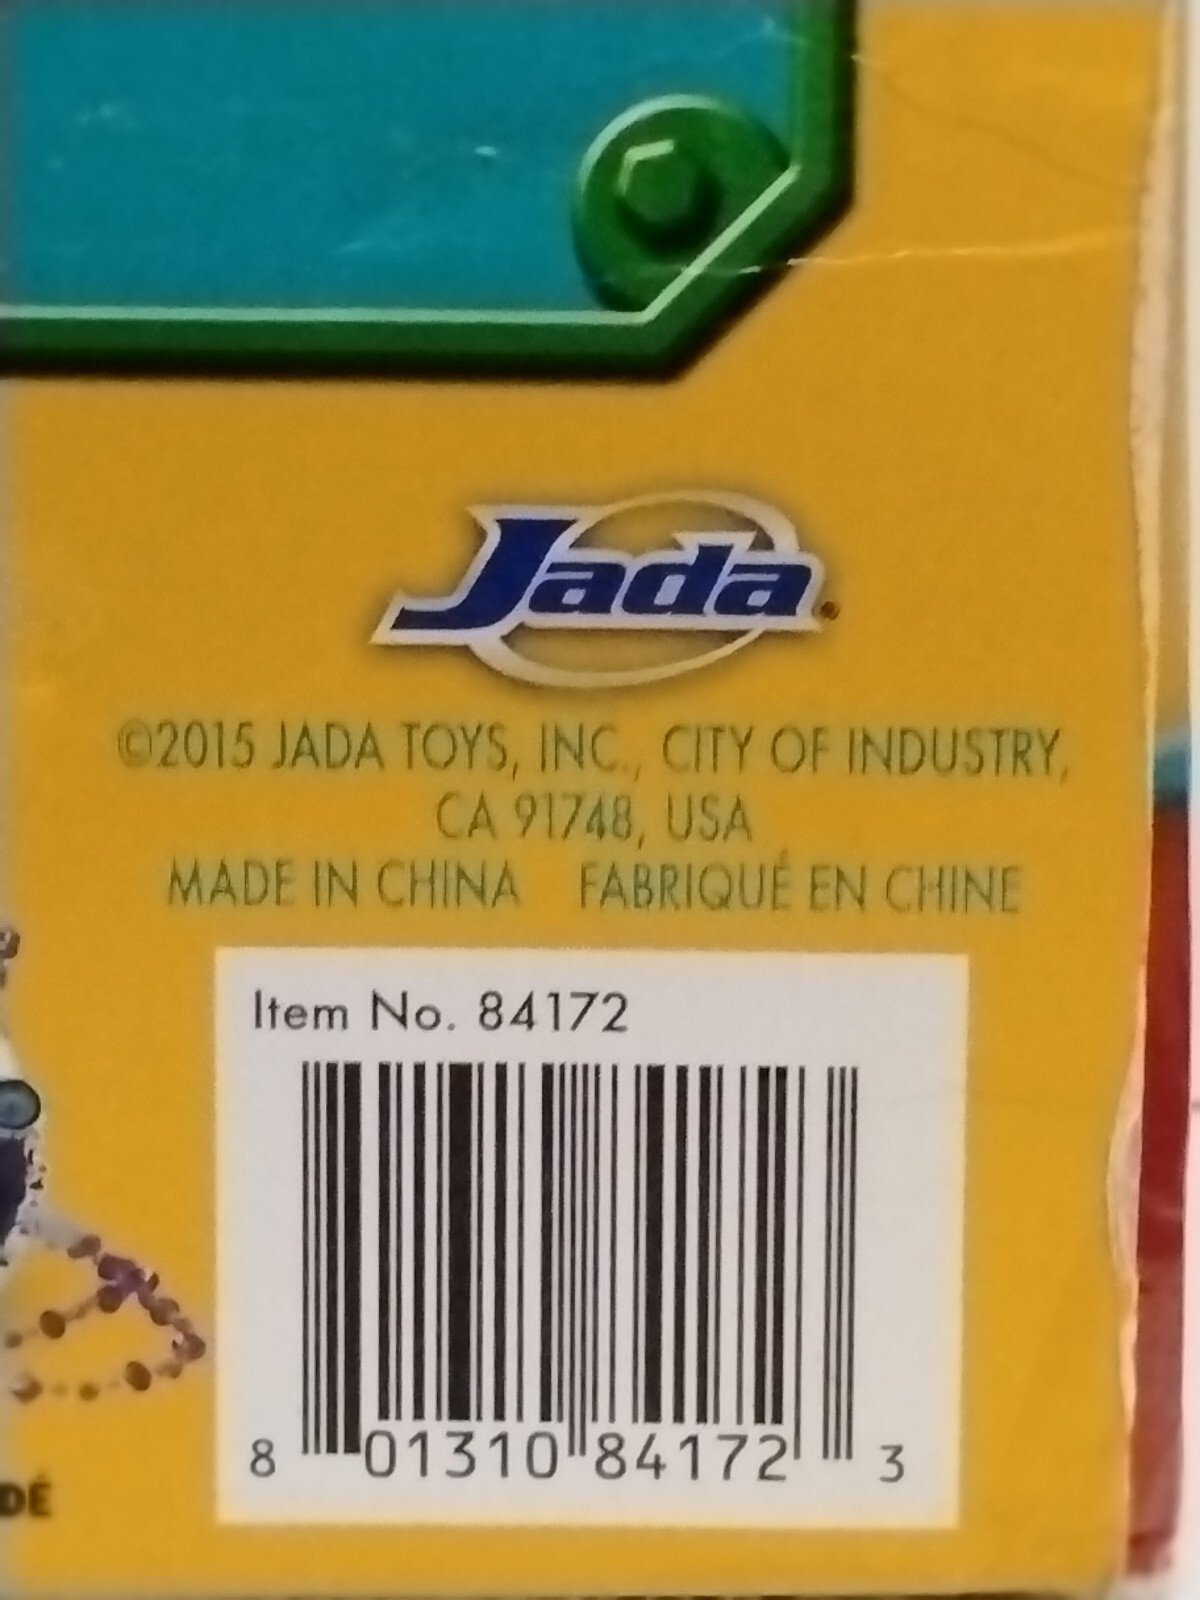 Jada®
©2015 JADA TOYS, INC., CITY OF INDUSTRY,
CA 91748, USA
MADE IN CHINA FABRIQUÉ EN CHINE
Item No. 84172
8 01310 84172 3
DÉ